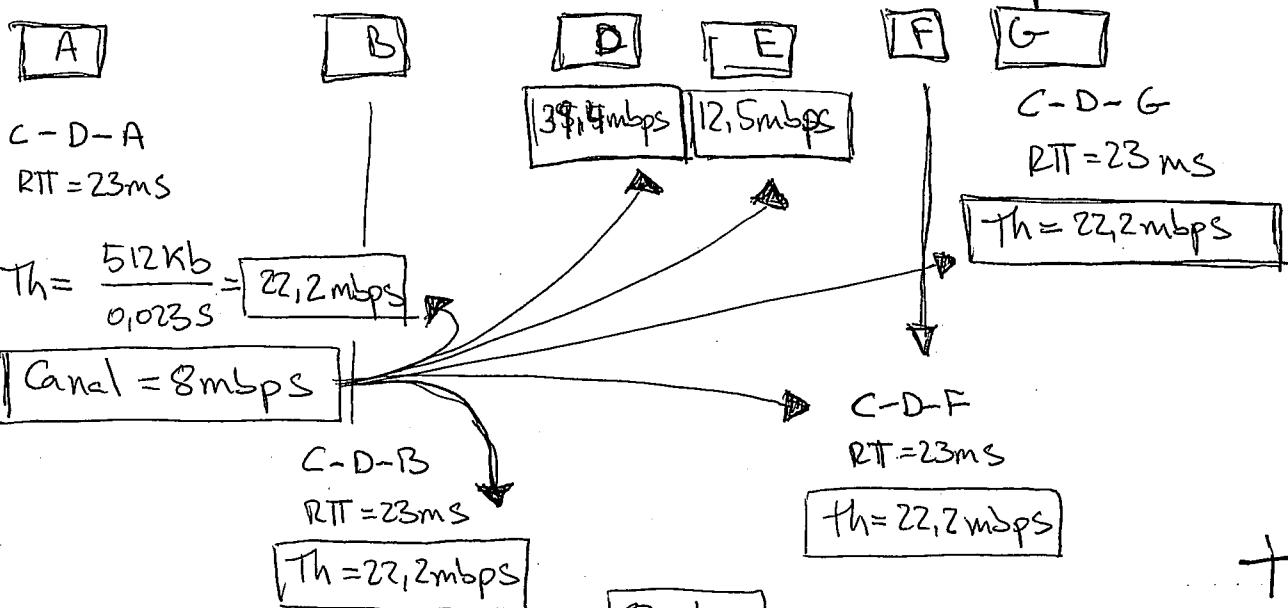 A
B
D
E
F
G
12,5mbps
C-D-A
RTT=23ms
Th= 512Kb
0,023s
= 22,2mbps
Canal = 8mbps
C-D-B
RTT=23ms
Th=22,2mbps
C-D-G
RTT=23ms
Th=22,2mbps
C-D-F
RTT=23ms
th=22,2mbps